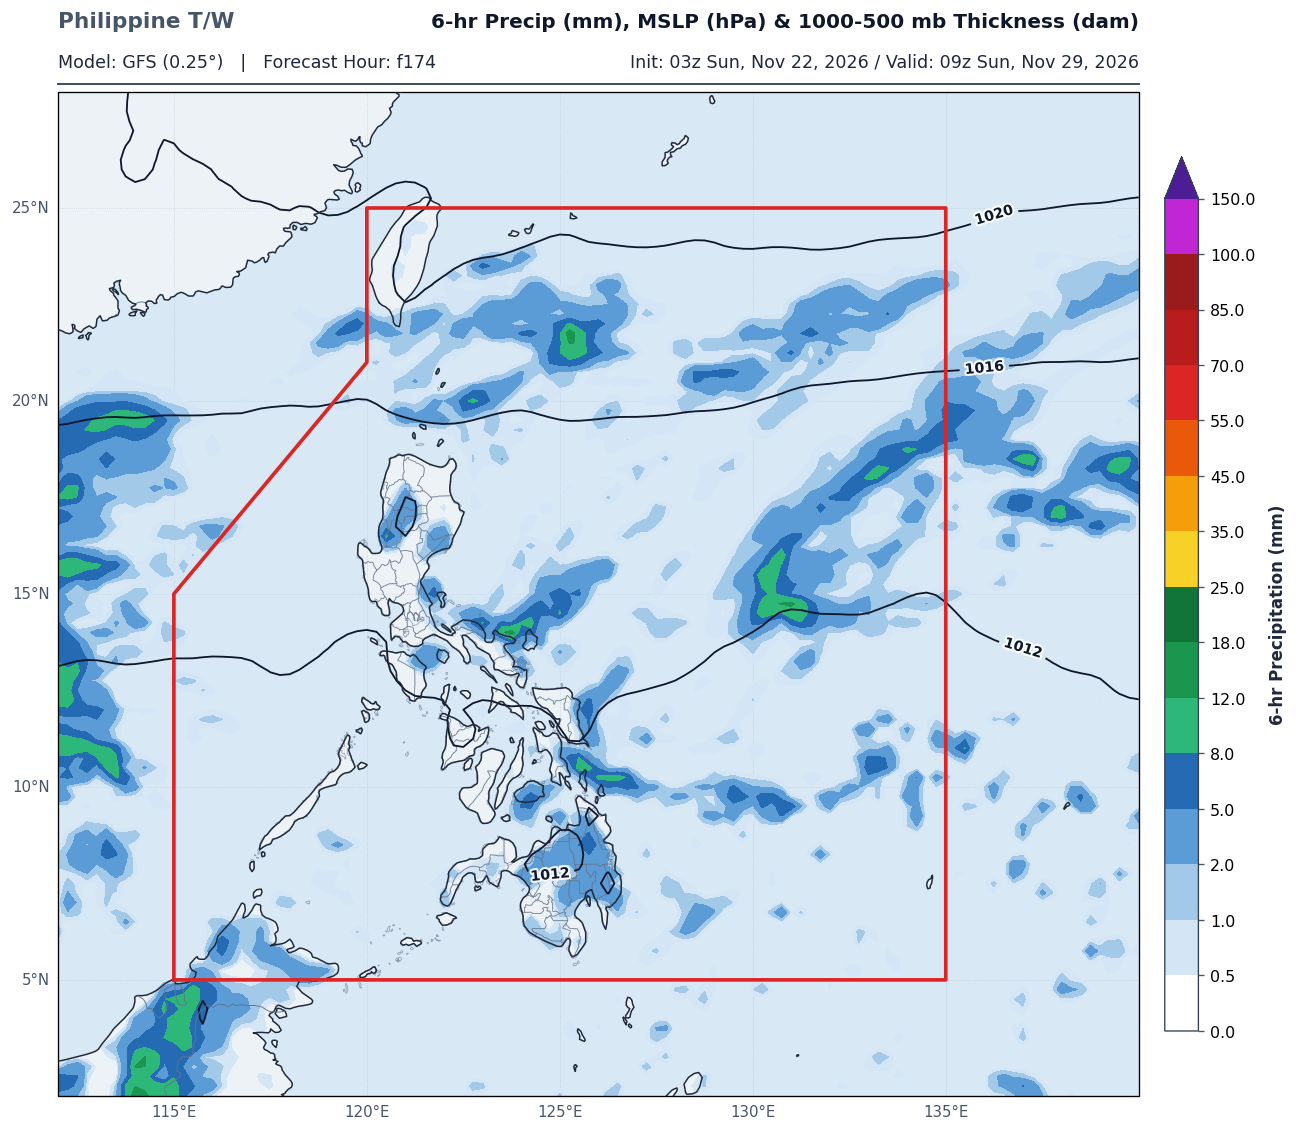 Philippine T/W
6-hr Precip (mm), MSLP (hPa) & 1000-500 mb Thickness (dam)
Model: GFS (0.25°) | Forecast Hour: f174
Init: 03z Sun, Nov 22, 2026 / Valid: 09z Sun, Nov 29, 2026
25°N
20°N
15°N
10°N
5°N
115°E
120°E
125°E
130°E
135°E
1020
1016
1012
1012
150.0
100.0
85.0
70.0
55.0
45.0
35.0
25.0
18.0
12.0
8.0
5.0
2.0
1.0
0.5
0.0
6-hr Precipitation (mm)